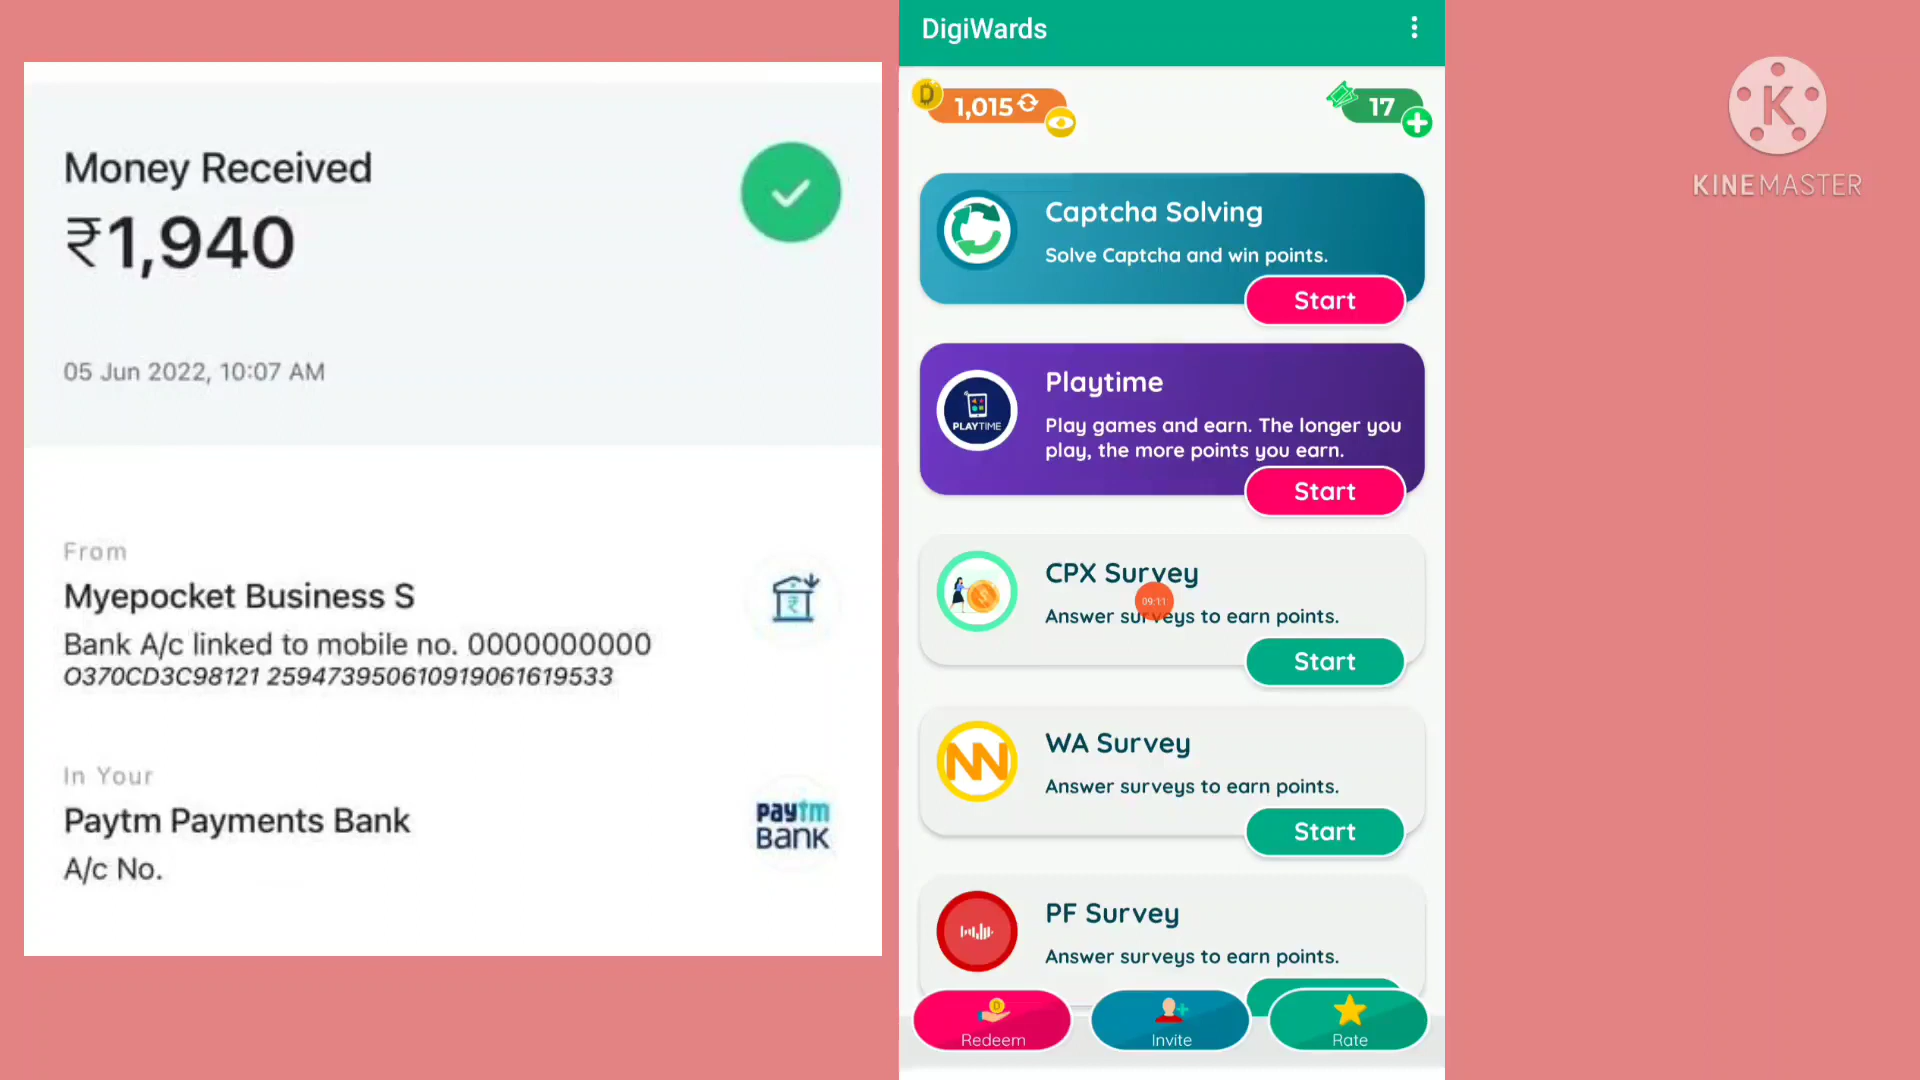 Money Received
₹1,940
05 Jun 2022, 10:07 AM
From
Myepocket Business S
Bank A/c linked to mobile no. 0000000000
O370CD3C98121 259473950610919061619533
In Your
Paytm Payments Bank
A/c No.
paytm
BANK
DigiWards
D
1,015
17
Captcha Solving
Solve Captcha and win points.
Start
PLAYTIME
Playtime
Play games and earn. The longer you
play, the more points you earn.
Start
CPX Survey
09:11
Answer surveys to earn points.
Start
WA Survey
Answer surveys to earn points.
Start
PF Survey
Answer surveys to earn points.
Redeem
Invite
Rate
K
KINEMASTER